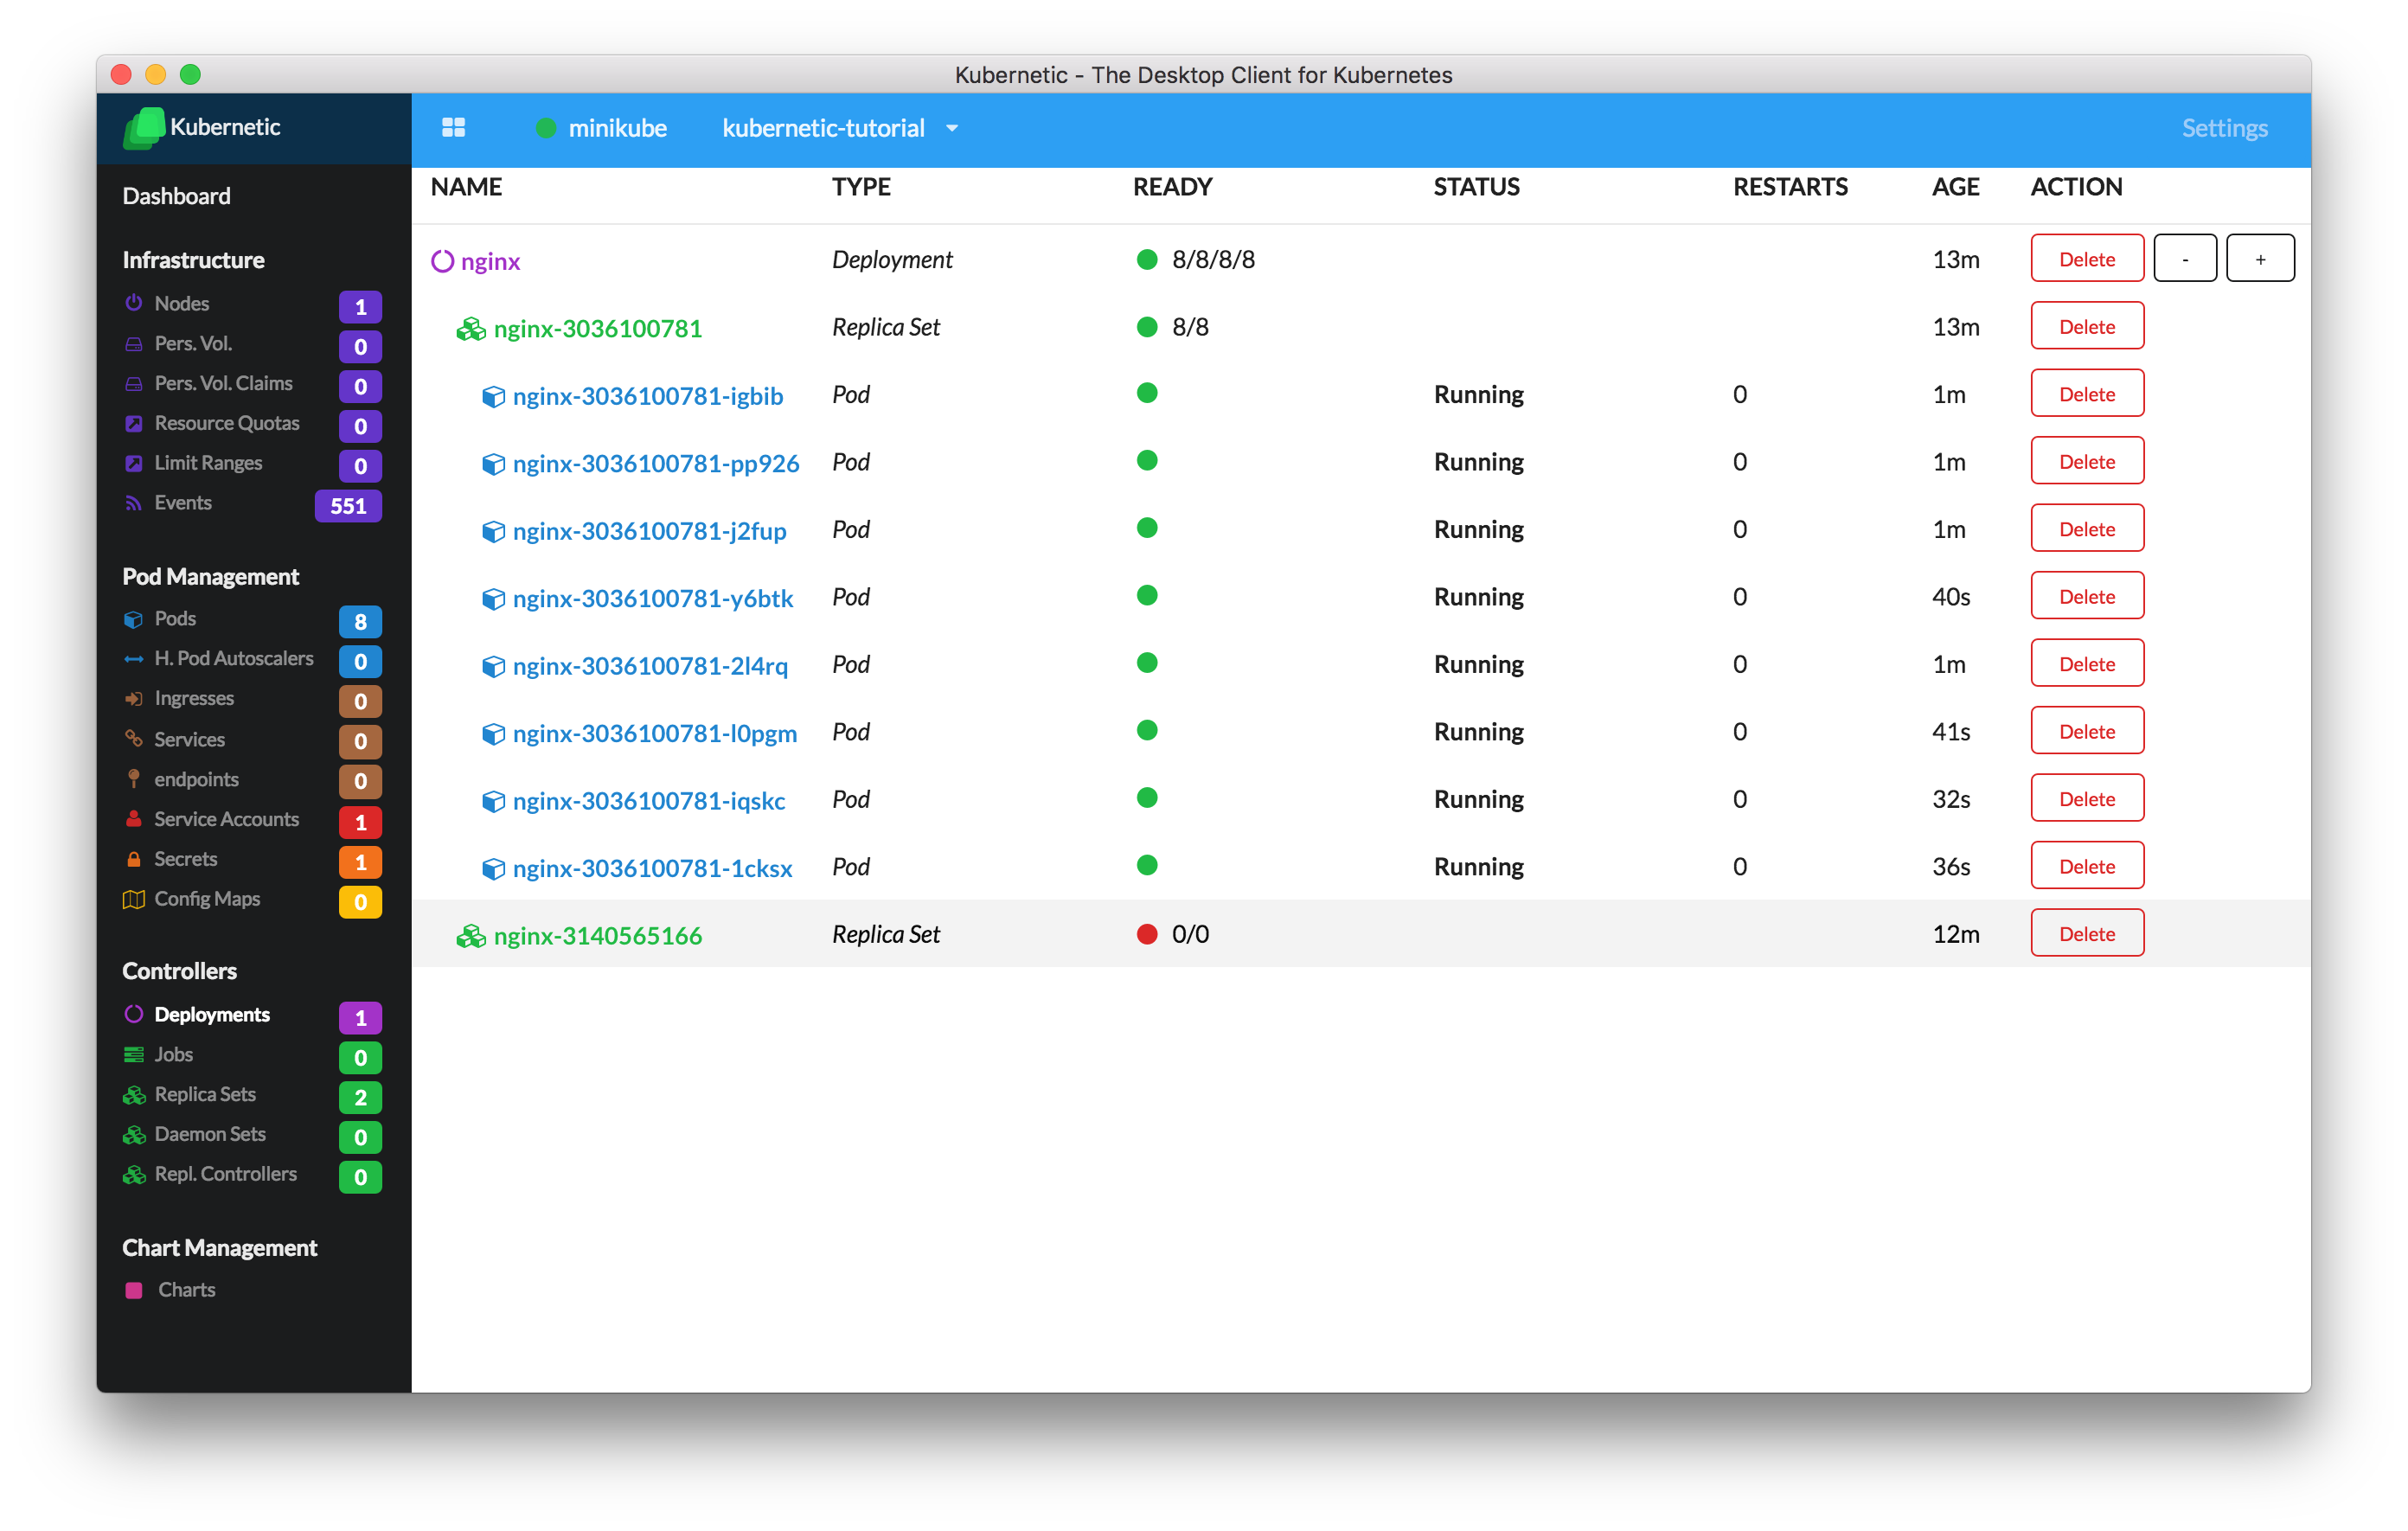 Kubernetic - The Desktop Client for Kubernetes
Kubernetic
minikube kubernetic-tutorial Settings
Dashboard
Infrastructure
Nodes 1
Pers. Vol. 0
Pers. Vol. Claims 0
Resource Quotas 0
Limit Ranges 0
Events 551
Pod Management
Pods 8
H. Pod Autoscalers 0
Ingresses 0
Services 0
endpoints 0
Service Accounts 1
Secrets 1
Config Maps 0
Controllers
Deployments 1
Jobs 0
Replica Sets 2
Daemon Sets 0
Repl. Controllers 0
Chart Management
Charts
NAME TYPE READY STATUS RESTARTS AGE ACTION
nginx Deployment 8/8/8/8 13m Delete - +
nginx-3036100781 Replica Set 8/8 13m Delete
nginx-3036100781-igbib Pod Running 0 1m Delete
nginx-3036100781-pp926 Pod Running 0 1m Delete
nginx-3036100781-j2fup Pod Running 0 1m Delete
nginx-3036100781-y6btk Pod Running 0 40s Delete
nginx-3036100781-2l4rq Pod Running 0 1m Delete
nginx-3036100781-l0pgm Pod Running 0 41s Delete
nginx-3036100781-iqskc Pod Running 0 32s Delete
nginx-3036100781-1cksx Pod Running 0 36s Delete
nginx-3140565166 Replica Set 0/0 12m Delete